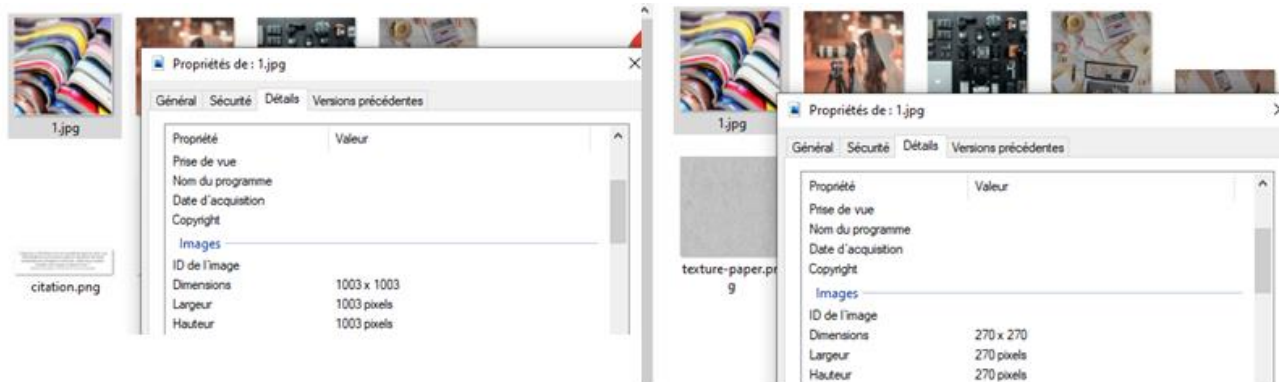 1.jpg
citation.png
Propriétés de : 1.jpg
Général Sécurité Détails Versions précédentes
Propriété Valeur
Prise de vue
Nom du programme
Date d'acquisition
Copyright
Images
ID de l'image
Dimensions 1003 x 1003
Largeur 1003 pixels
Hauteur 1003 pixels
1.jpg
texture-paper.pn
g
Propriétés de : 1.jpg
Général Sécurité Détails Versions précédentes
Propriété Valeur
Prise de vue
Nom du programme
Date d'acquisition
Copyright
Images
ID de l'image
Dimensions 270 x 270
Largeur 270 pixels
Hauteur 270 pixels